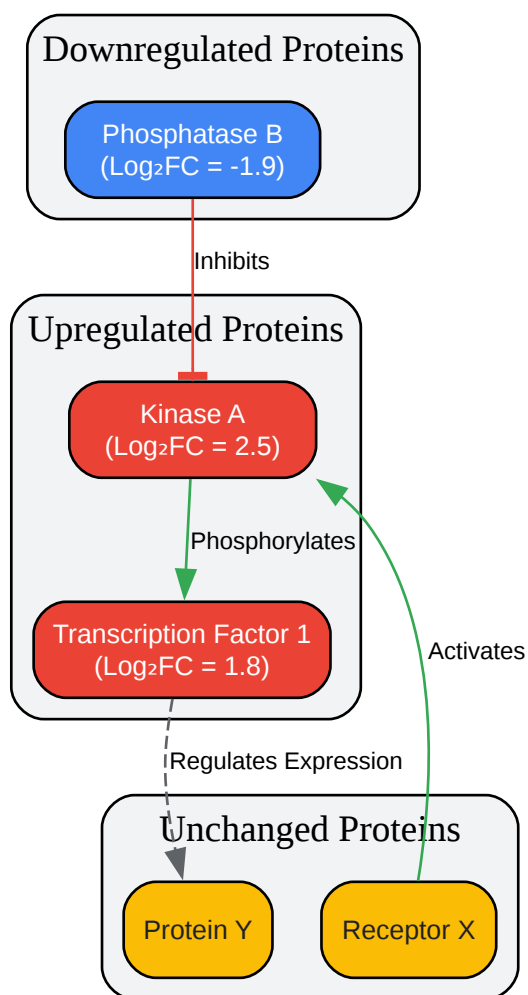 Downregulated Proteins
Phosphatase B
(Log₂FC = -1.9)
Inhibits
Upregulated Proteins
Kinase A
(Log₂FC = 2.5)
Phosphorylates
Transcription Factor 1
(Log₂FC = 1.8)
Activates
Regulates Expression
Unchanged Proteins
Protein Y
Receptor X